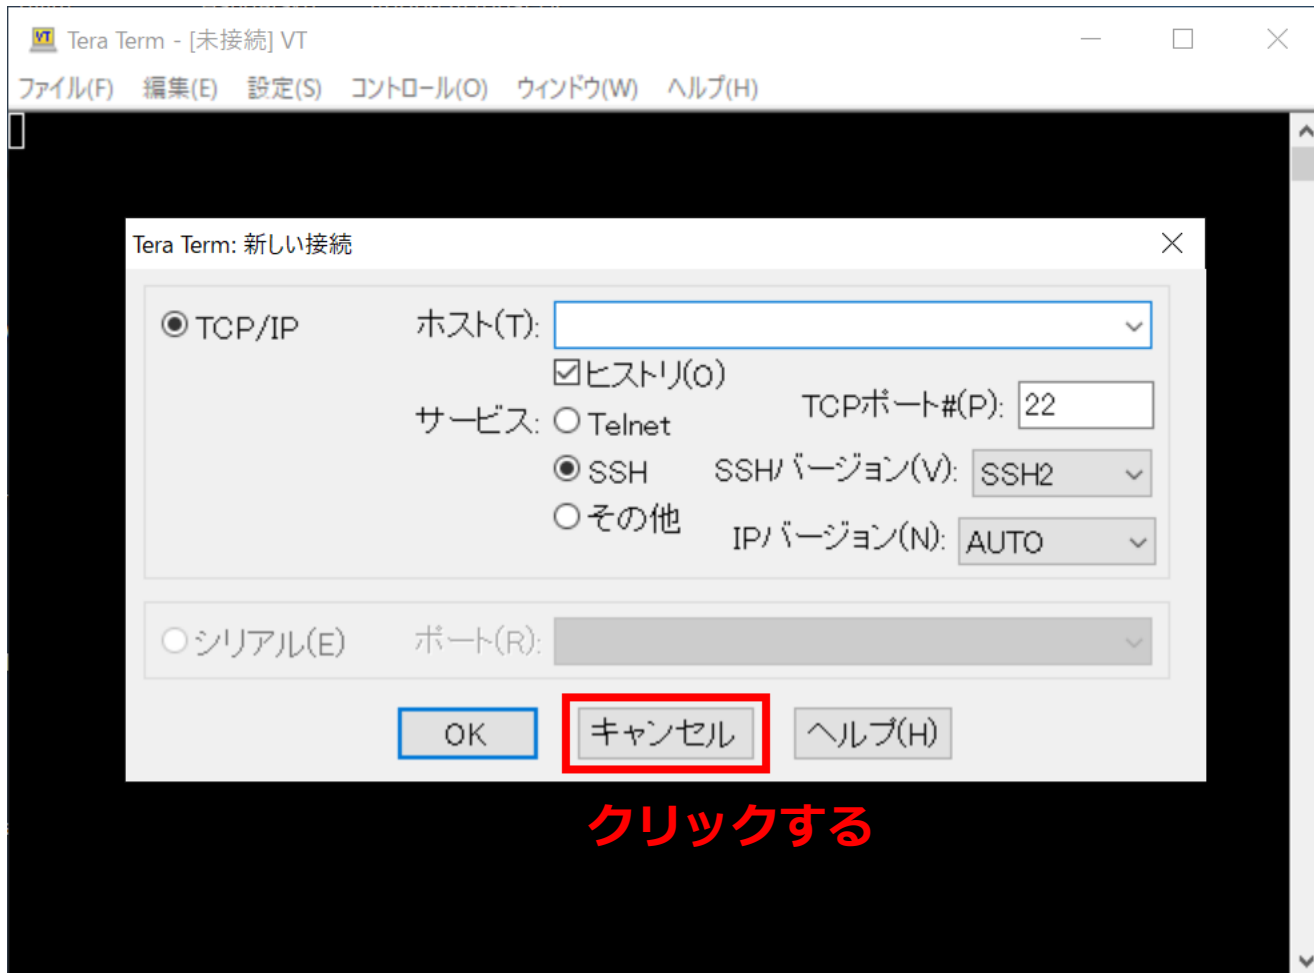 Tera Term - [未接続] VT
ファイル(F) 編集(E) 設定(S) コントロール(O) ウィンドウ(W) ヘルプ(H)
Tera Term: 新しい接続
TCP/IP ホスト(T):
ヒストリ(O)
サービス: Telnet TCPポート#(P): 22
SSH SSHバージョン(V): SSH2
その他 IPバージョン(N): AUTO
シリアル(E) ポート(R):
OK キャンセル ヘルプ(H)
クリックする